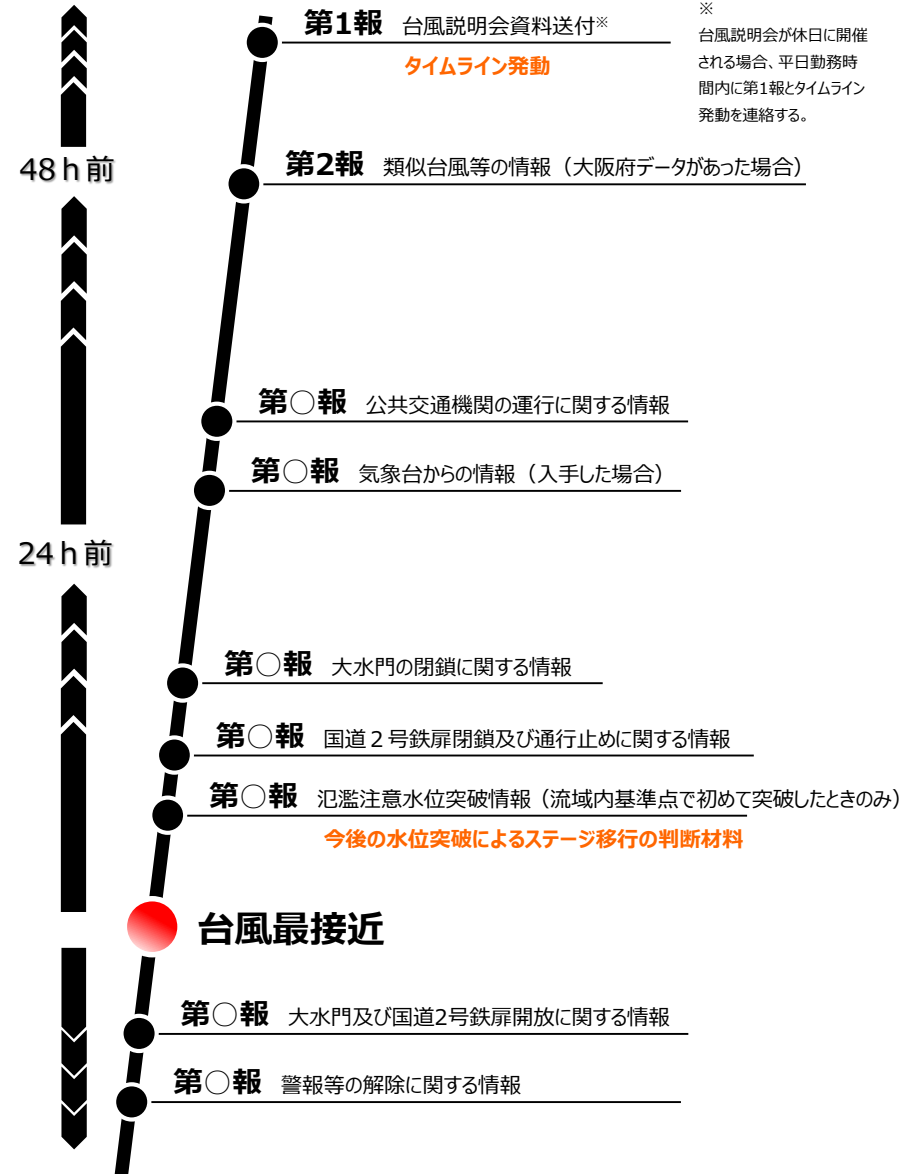 第1報 台風説明会資料送付※
タイムライン発動
※
台風説明会が休日に開催
される場合、平日勤務時
間内に第1報とタイムライン
発動を連絡する。
48ｈ前
第2報 類似台風等の情報（大阪府データがあった場合）
第○報 公共交通機関の運行に関する情報
第○報 気象台からの情報（入手した場合）
24ｈ前
第○報 大水門の閉鎖に関する情報
第○報 国道２号鉄扉閉鎖及び通行止めに関する情報
第○報 氾濫注意水位突破情報（流域内基準点で初めて突破したときのみ）
今後の水位突破によるステージ移行の判断材料
台風最接近
第○報 大水門及び国道2号鉄扉開放に関する情報
第○報 警報等の解除に関する情報